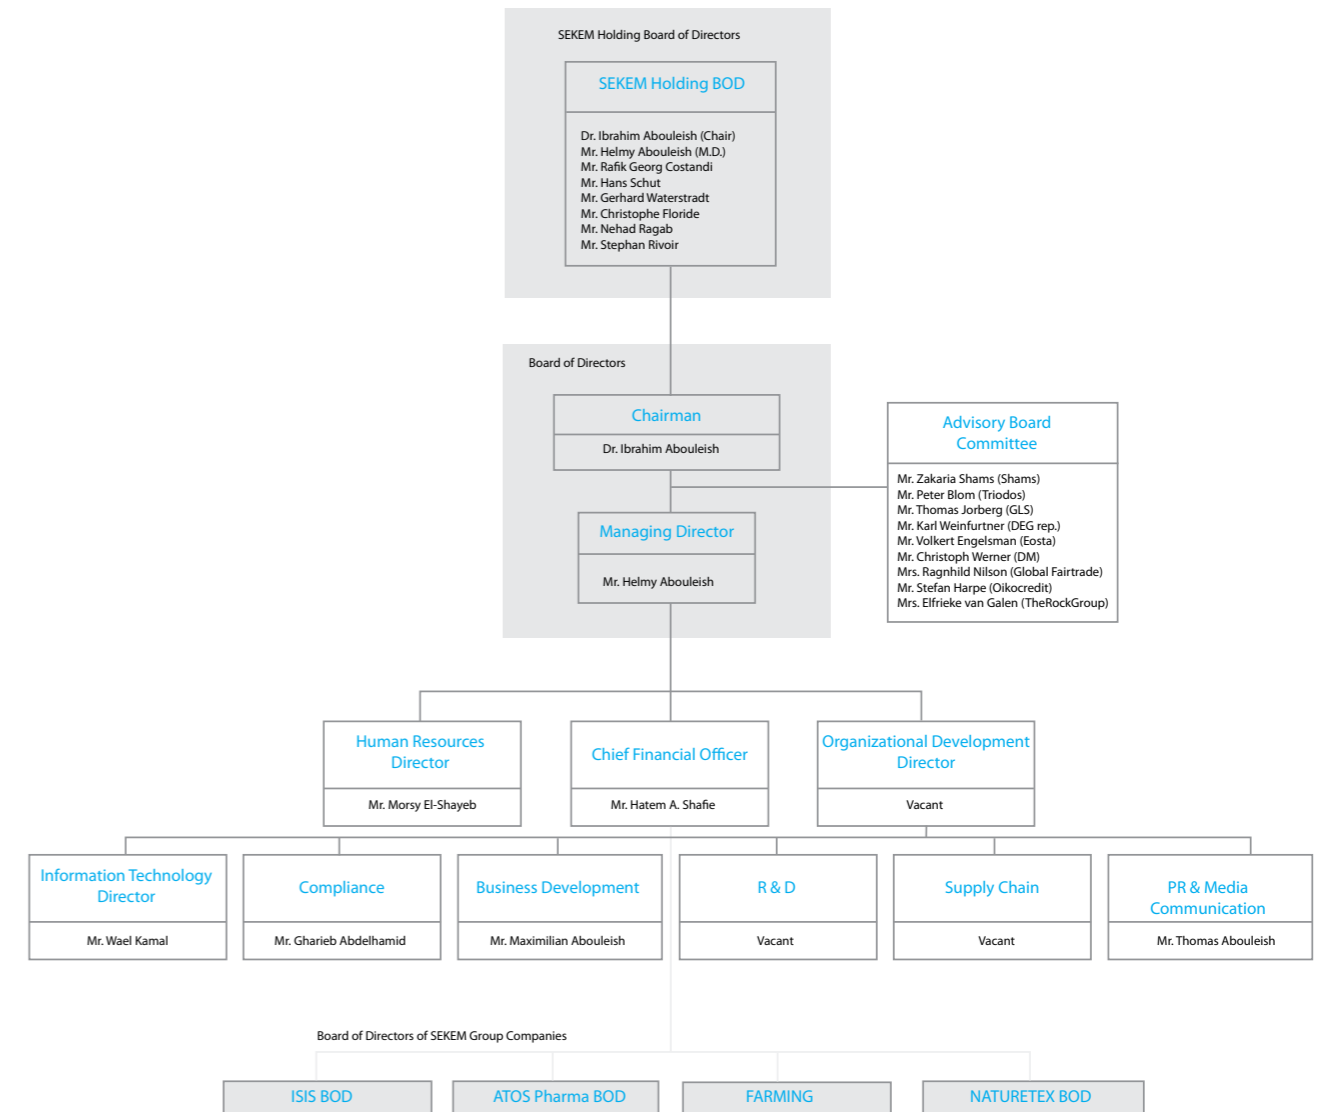 SEKEM Holding Board of Directors
SEKEM Holding BOD
Dr. Ibrahim Abouleish (Chair)
Mr. Helmy Abouleish (M.D.)
Mr. Rafik Georg Costandi
Mr. Hans Schut
Mr. Gerhard Waterstradt
Mr. Christophe Floride
Mr. Nehad Ragab
Mr. Stephan Rivoir
Board of Directors
Chairman
Dr. Ibrahim Abouleish
Managing Director
Mr. Helmy Abouleish
Advisory Board
Committee
Mr. Zakaria Shams (Shams)
Mr. Peter Blom (Triodos)
Mr. Thomas Jorberg (GLS)
Mr. Karl Weinfurtner (DEG rep.)
Mr. Volkert Engelsman (Eosta)
Mr. Christoph Werner (DM)
Mrs. Ragnhild Nilson (Global Fairtrade)
Mr. Stefan Harpe (Oikocredit)
Mrs. Elfrieke van Galen (TheRockGroup)
Human Resources
Director
Mr. Morsy El-Shayeb
Chief Financial Officer
Mr. Hatem A. Shafie
Organizational Development
Director
Vacant
Information Technology
Director
Mr. Wael Kamal
Compliance
Mr. Gharieb Abdelhamid
Business Development
Mr. Maximilian Abouleish
R & D
Vacant
Supply Chain
Vacant
PR & Media
Communication
Mr. Thomas Abouleish
Board of Directors of SEKEM Group Companies
ISIS BOD
ATOS Pharma BOD
FARMING
NATURETEX BOD